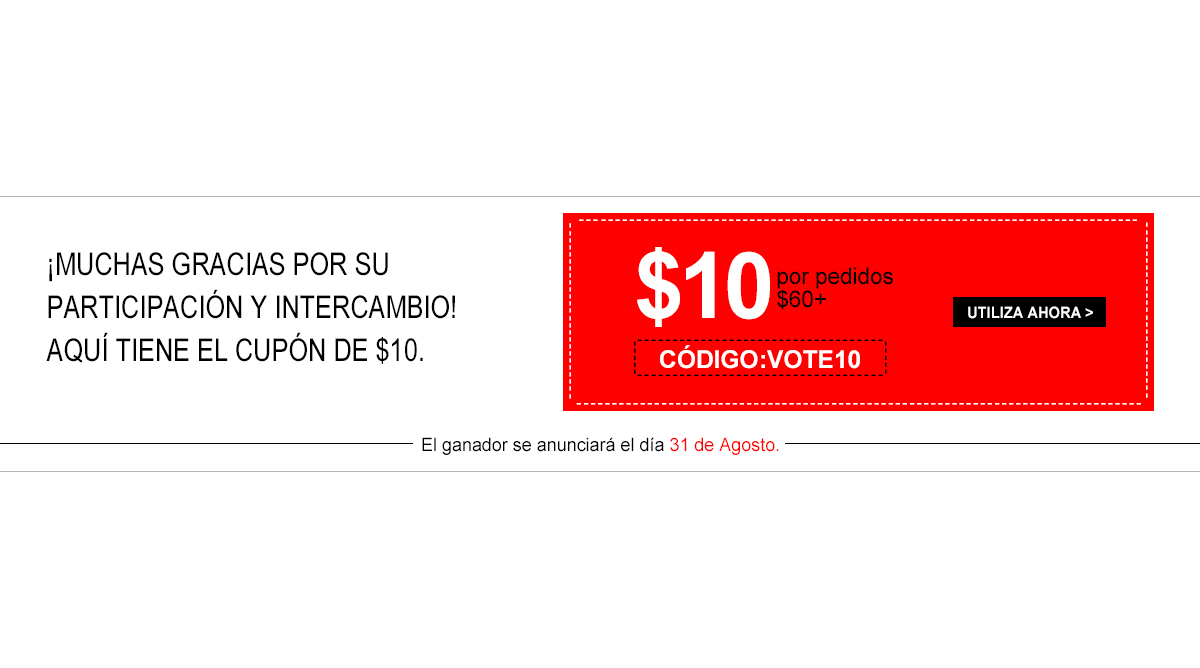 ¡MUCHAS GRACIAS POR SU
PARTICIPACIÓN Y INTERCAMBIO!
AQUÍ TIENE EL CUPÓN DE $10.
$10 por pedidos
$60+
CÓDIGO:VOTE10
UTILIZA AHORA >
El ganador se anunciará el día 31 de Agosto.